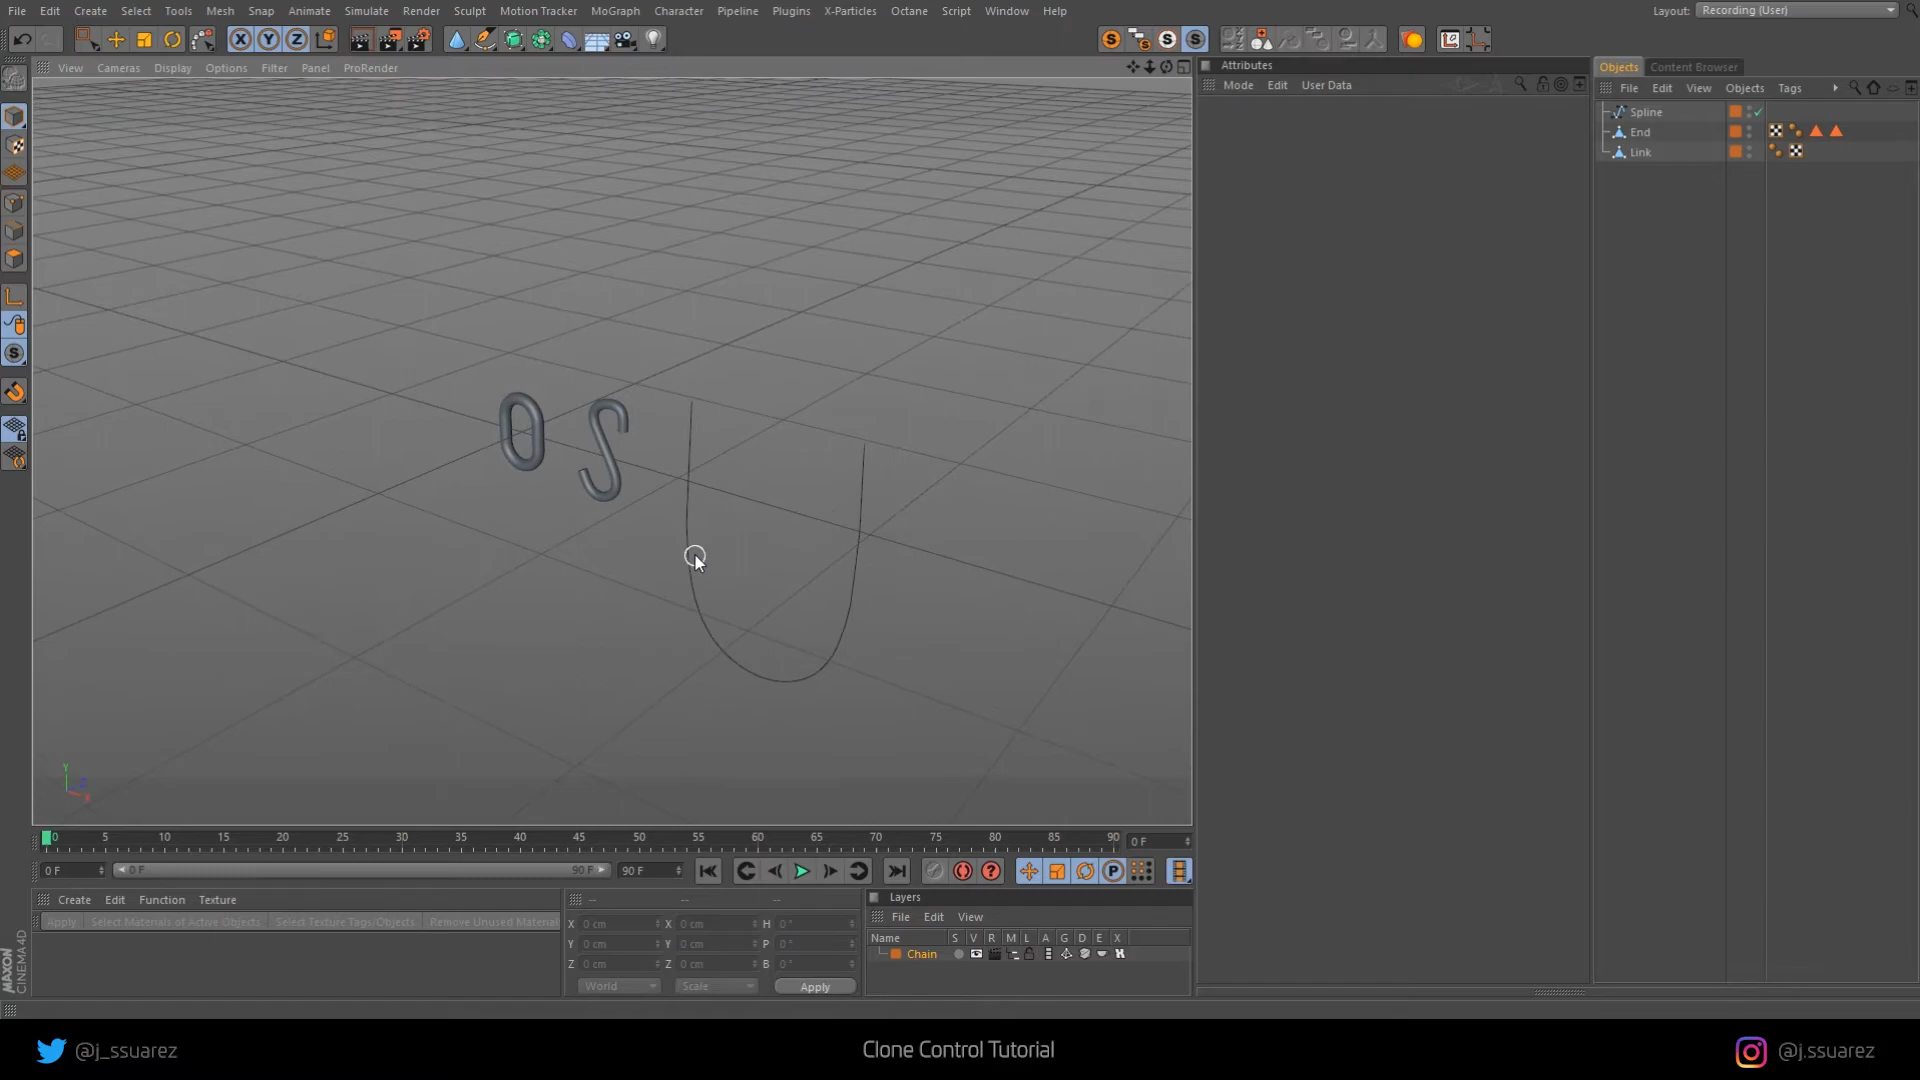 File Edit Create Select Tools Mesh Snap Animate Simulate Render Sculpt Motion Tracker MoGraph Character Pipeline Plugins X-Particles Octane Script Window Help Layout: Recording (User)
X Y Z
View Cameras Display Options Filter Panel ProRender
Attributes
Mode Edit User Data
Objects Content Browser
File Edit View Objects Tags
Spline
End
Link
Y
Z
X
0 5 10 15 20 25 30 35 40 45 50 55 60 65 70 75 80 85 90 0 F
0 F 0 F 90 F 90 F
Create Edit Function Texture
Apply Select Materials of Active Objects Select Texture Tags/Objects Remove Unused Material
-- -- --
X 0 cm X 0 cm H 0 °
Y 0 cm Y 0 cm P 0 °
Z 0 cm Z 0 cm B 0 °
World Scale Apply
Layers
File Edit View
Name S V R M L A G D E X
Chain
MAXON
CINEMA 4D
@j_ssuarez
Clone Control Tutorial
@j.ssuarez